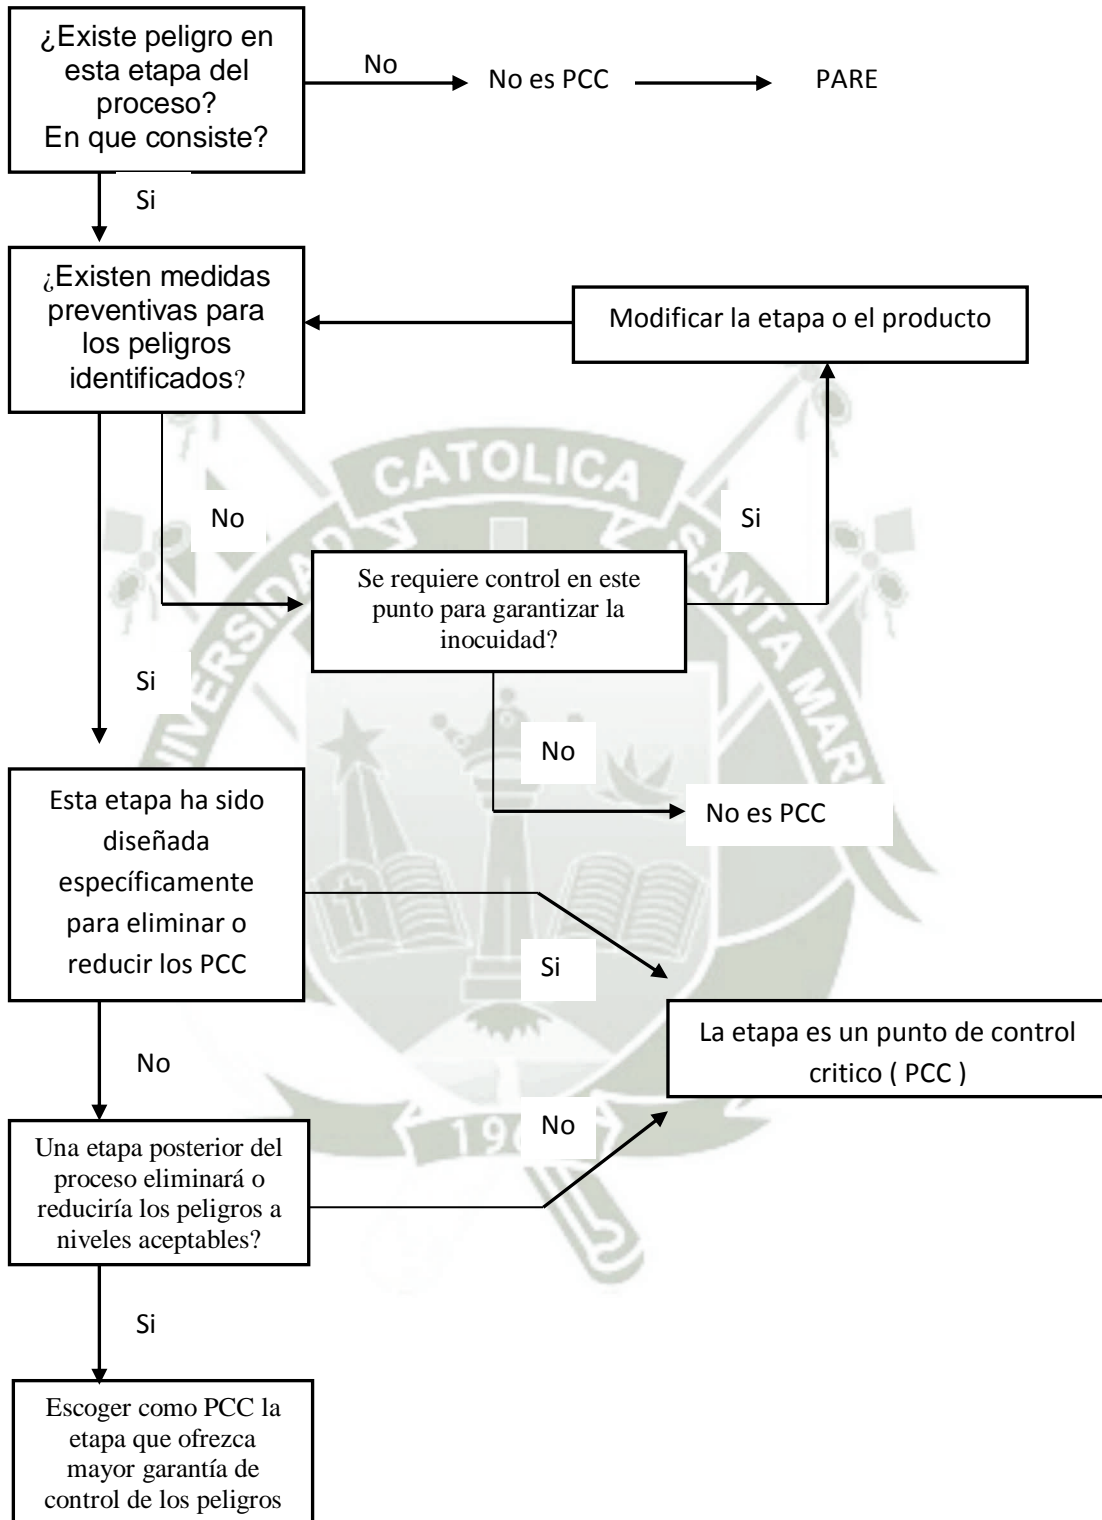 ¿Existe peligro en
esta etapa del
proceso?
En que consiste?
No
No es PCC
PARE
Si
¿Existen medidas
preventivas para
los peligros
identificados?
Modificar la etapa o el producto
CATOLICA
No
Si
SANTA MARI
Se requiere control en este
punto para garantizar la
inocuidad?
Si
No
No es PCC
Esta etapa ha sido
diseñada
específicamente
para eliminar o
reducir los PCC
Si
La etapa es un punto de control
critico ( PCC )
No
No
Una etapa posterior del
proceso eliminará o
reduciría los peligros a
niveles aceptables?
Si
Escoger como PCC la
etapa que ofrezca
mayor garantía de
control de los peligros